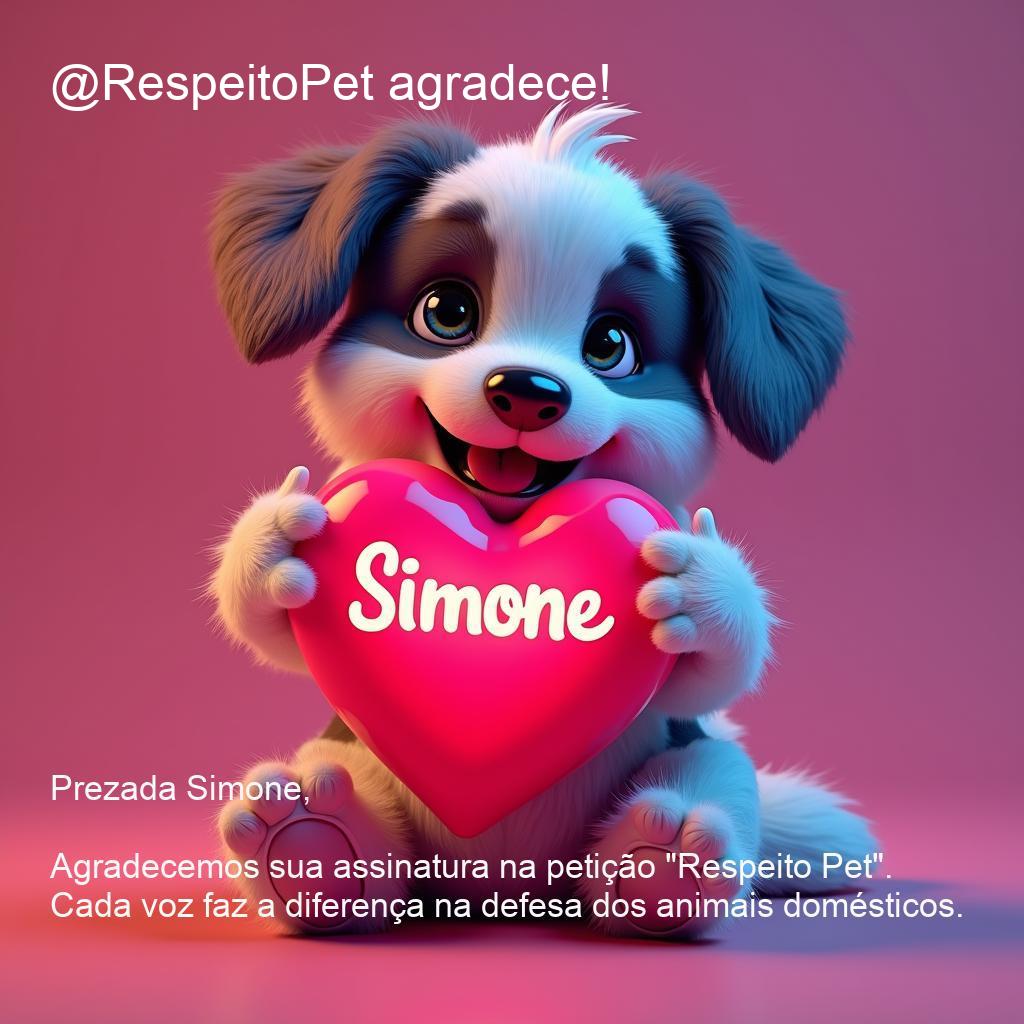 @RespeitoPet agradece!
Simone
Prezada Simone,
Agradecemos sua assinatura na petição "Respeito Pet".
Cada voz faz a diferença na defesa dos animais domésticos.